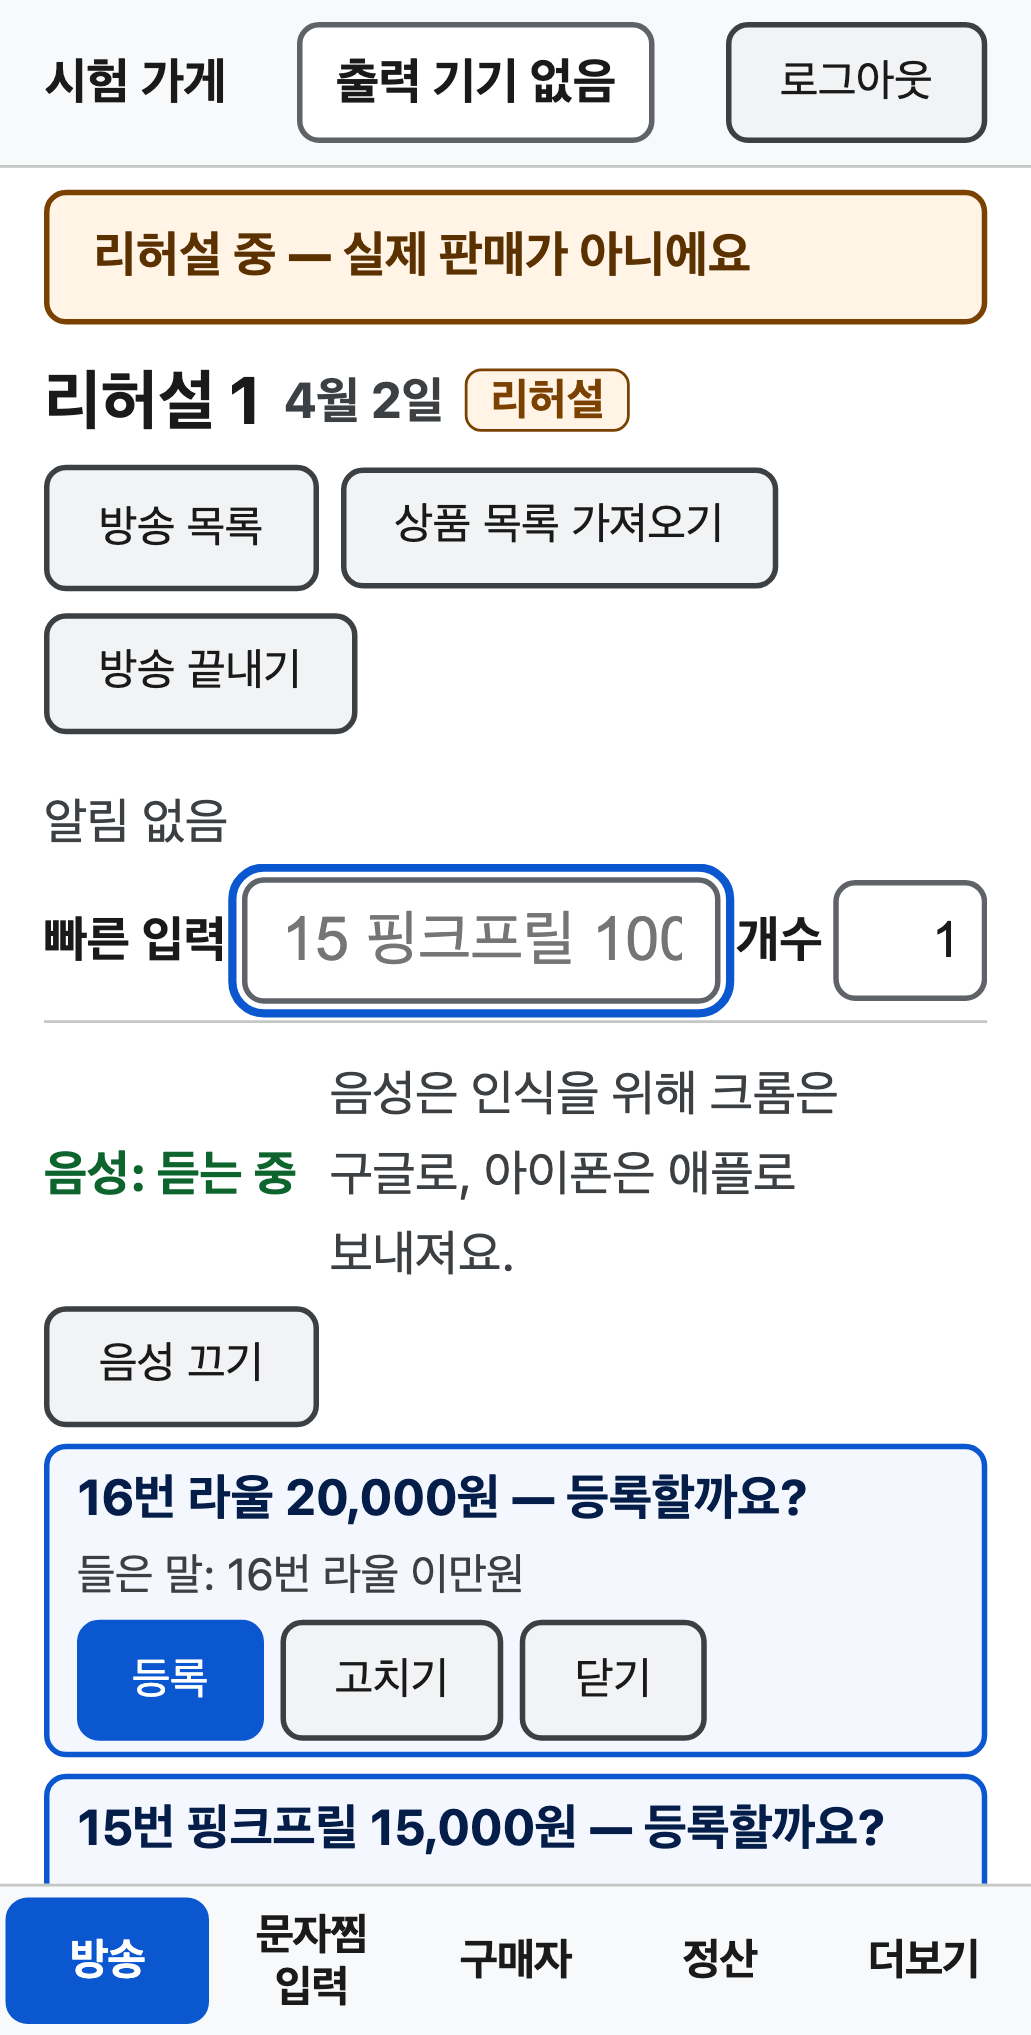 시험 가게
출력 기기 없음
로그아웃
리허설 중 — 실제 판매가 아니에요
리허설 1 4월 2일 리허설
방송 목록
상품 목록 가져오기
방송 끝내기
알림 없음
빠른 입력 15 핑크프릴 100 개수 1
음성: 듣는 중
음성은 인식을 위해 크롬은
구글로, 아이폰은 애플로
보내져요.
음성 끄기
16번 라울 20,000원 — 등록할까요?
들은 말: 16번 라울 이만원
등록
고치기
닫기
15번 핑크프릴 15,000원 — 등록할까요?
방송
문자찜
입력
구매자
정산
더보기